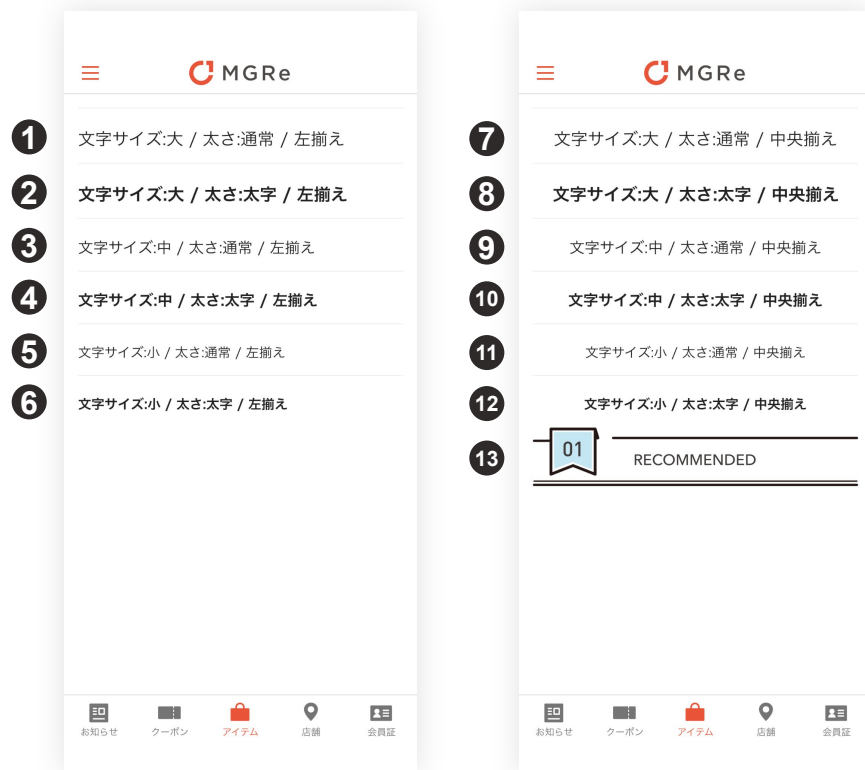 MGRe
1 文字サイズ:大 / 太さ:通常 / 左揃え
2 文字サイズ:大 / 太さ:太字 / 左揃え
3 文字サイズ:中 / 太さ:通常 / 左揃え
4 文字サイズ:中 / 太さ:太字 / 左揃え
5 文字サイズ:小 / 太さ:通常 / 左揃え
6 文字サイズ:小 / 太さ:太字 / 左揃え
お知らせ クーポン アイテム 店舗 会員証
MGRe
7 文字サイズ:大 / 太さ:通常 / 中央揃え
8 文字サイズ:大 / 太さ:太字 / 中央揃え
9 文字サイズ:中 / 太さ:通常 / 中央揃え
10 文字サイズ:中 / 太さ:太字 / 中央揃え
11 文字サイズ:小 / 太さ:通常 / 中央揃え
12 文字サイズ:小 / 太さ:太字 / 中央揃え
13 01 RECOMMENDED
お知らせ クーポン アイテム 店舗 会員証